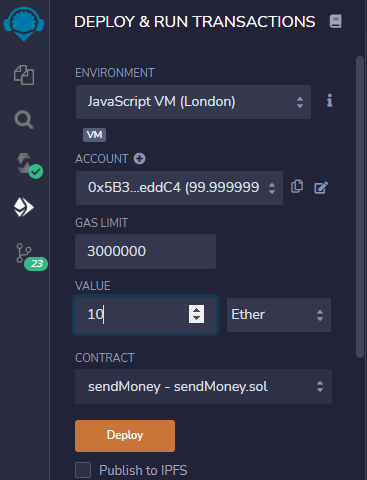 DEPLOY & RUN TRANSACTIONS
ENVIRONMENT
JavaScript VM (London)
VM
ACCOUNT
0x5B3...eddC4 (99.999999
GAS LIMIT
3000000
VALUE
10
Ether
CONTRACT
sendMoney - sendMoney.sol
Deploy
Publish to IPFS
23